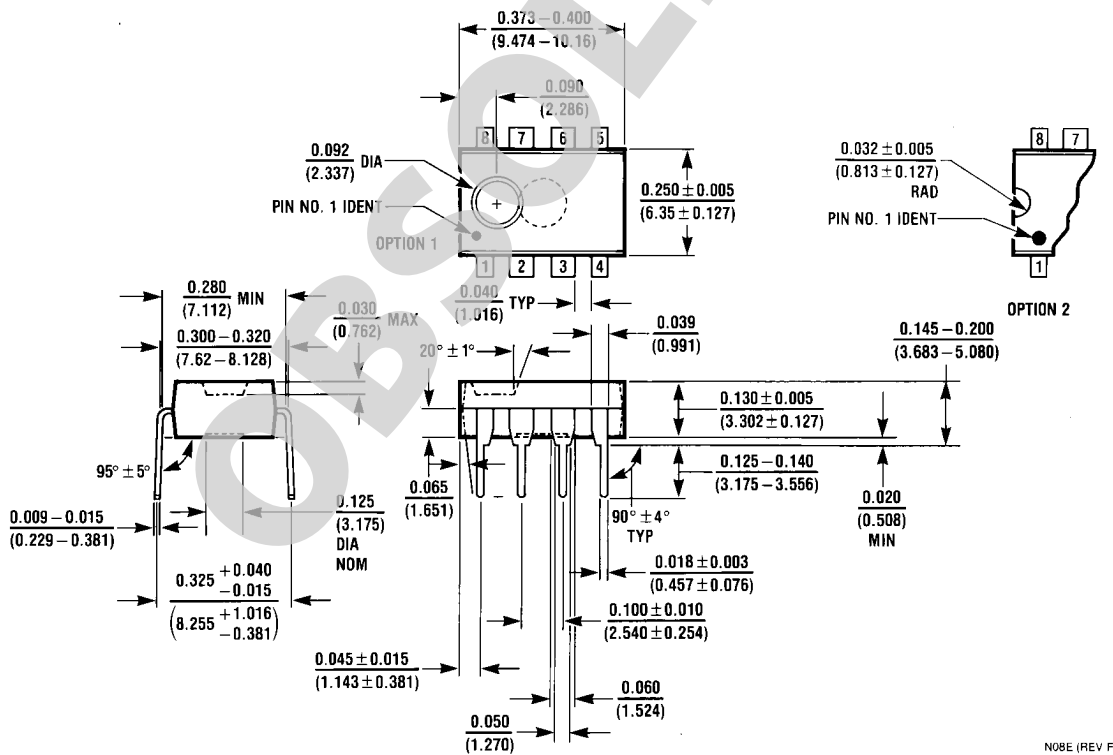 0.373 – 0.400
(9.474 – 10.16)
0.090
(2.286)
8 7 6 5
0.092 DIA
(2.337)
PIN NO. 1 IDENT
OPTION 1
0.250 ± 0.005
(6.35 ± 0.127)
1 2 3 4
0.032 ± 0.005
(0.813 ± 0.127)
RAD
PIN NO. 1 IDENT
8 7
1
OPTION 2
0.280 MIN
(7.112)
0.300 – 0.320
(7.62 – 8.128)
0.030 MAX
(0.762)
0.040 TYP
(1.016)
0.039
(0.991)
20° ± 1°
0.145 – 0.200
(3.683 – 5.080)
0.130 ± 0.005
(3.302 ± 0.127)
0.125 – 0.140
(3.175 – 3.556)
0.020
(0.508)
MIN
95° ± 5°
0.065
(1.651)
90° ± 4°
TYP
0.009 – 0.015
(0.229 – 0.381)
0.125
(3.175)
DIA
NOM
0.018 ± 0.003
(0.457 ± 0.076)
0.325 +0.040
–0.015
(8.255 +1.016
–0.381)
0.100 ± 0.010
(2.540 ± 0.254)
0.045 ± 0.015
(1.143 ± 0.381)
0.060
(1.524)
0.050
(1.270)
N08E (REV F
OBSOL